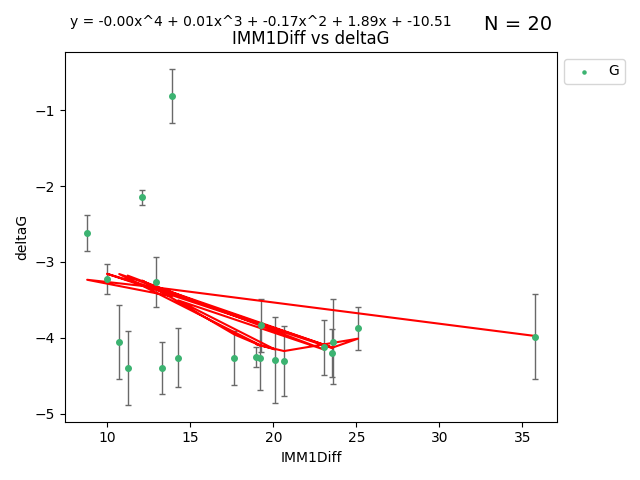 y = -0.00x^4 + 0.01x^3 + -0.17x^2 + 1.89x + -10.51
N = 20
IMM1Diff vs deltaG
G
−1
−2
−3
−4
−5
deltaG
10 15 20 25 30 35
IMM1Diff